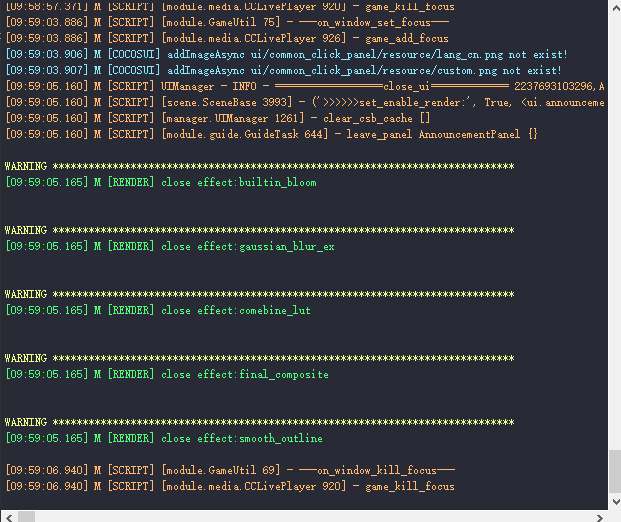 [09:58:57.371] M [SCRIPT] [module.media.CCLivePlayer 920] - game_kill_focus
[09:59:03.886] M [SCRIPT] [module.GameUtil 75] - ——on_window_set_focus——
[09:59:03.886] M [SCRIPT] [module.media.CCLivePlayer 926] - game_add_focus
[09:59:03.906] M [COCOSUI] addImageAsync ui/common_click_panel/resource/lang_cn.png not exist!
[09:59:03.907] M [COCOSUI] addImageAsync ui/common_click_panel/resource/custom.png not exist!
[09:59:05.160] M [SCRIPT] UIManager - INFO - ==================close_ui============= 2237693103296,A
[09:59:05.160] M [SCRIPT] [scene.SceneBase 3993] - ('>>>>>>set_enable_render:', True, <ui.announceme
[09:59:05.160] M [SCRIPT] [manager.UIManager 1261] - clear_csb_cache []
[09:59:05.160] M [SCRIPT] [module.guide.GuideTask 644] - leave_panel AnnouncementPanel {}
WARNING *****************************************************************************
[09:59:05.165] M [RENDER] close effect:builtin_bloom
WARNING *****************************************************************************
[09:59:05.165] M [RENDER] close effect:gaussian_blur_ex
WARNING *****************************************************************************
[09:59:05.165] M [RENDER] close effect:comebine_lut
WARNING *****************************************************************************
[09:59:05.165] M [RENDER] close effect:final_composite
WARNING *****************************************************************************
[09:59:05.165] M [RENDER] close effect:smooth_outline
[09:59:06.940] M [SCRIPT] [module.GameUtil 69] - ——on_window_kill_focus——
[09:59:06.940] M [SCRIPT] [module.media.CCLivePlayer 920] - game_kill_focus